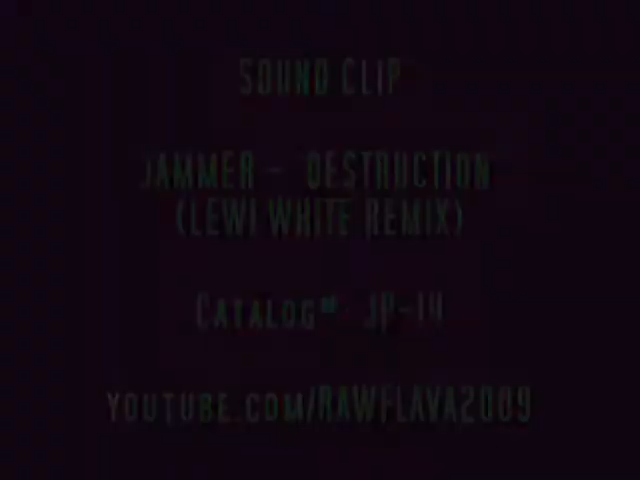 SOUND CLIP
JAMMER - DESTRUCTION
(LEWI WHITE REMIX)
CATALOG# JP-14
YOUTUBE.COM/RAWFLAVA2009